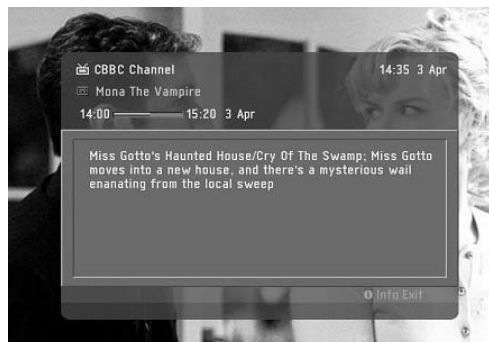 CBBC Channel 14:35 3 Apr
Mona The Vampire
14:00 15:20 3 Apr
Miss Gotto's Haunted House/Cry Of The Swamp; Miss Gotto
moves into a new house, and there's a mysterious wail
enanating from the local sweep
Info Exit